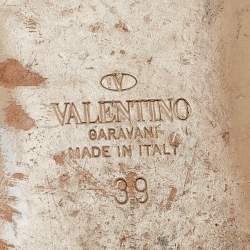 V
VALENTINO
GARAVANI
MADE IN ITALY
39